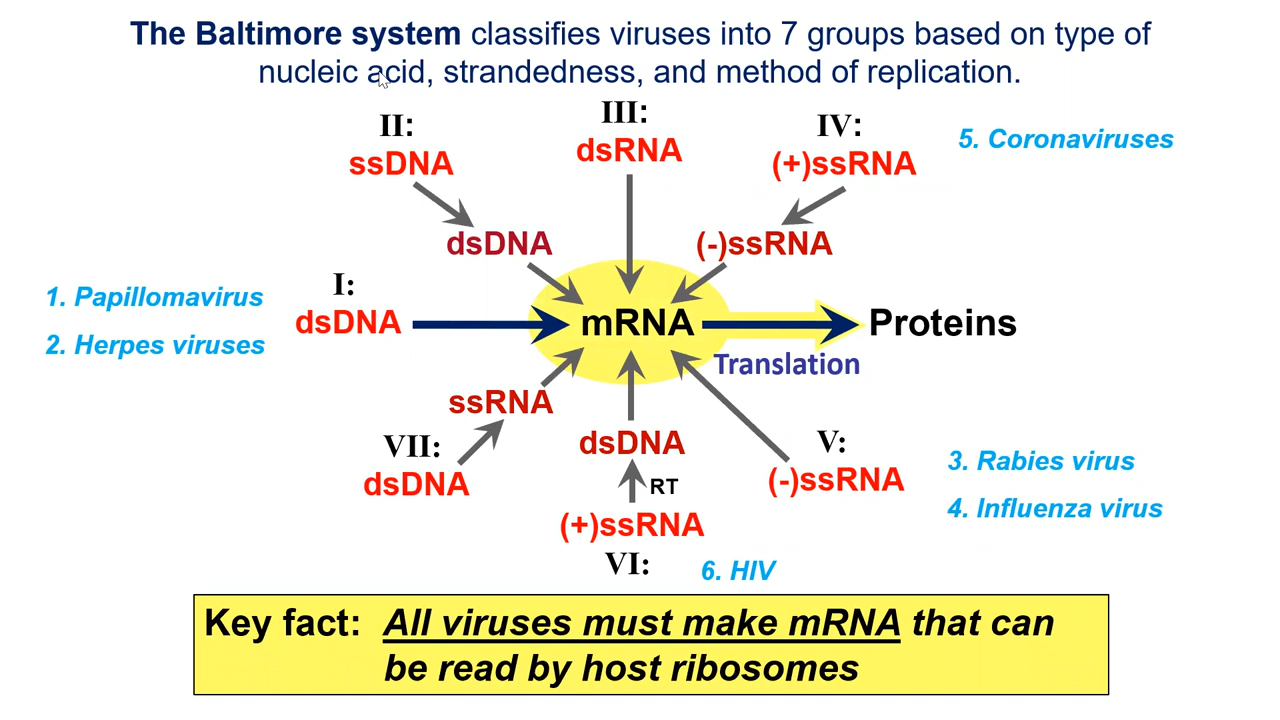 The Baltimore system classifies viruses into 7 groups based on type of
nucleic acid, strandedness, and method of replication.
II:
ssDNA
III:
dsRNA
IV:
(+)ssRNA
5. Coronaviruses
dsDNA
(-)ssRNA
1. Papillomavirus
2. Herpes viruses
I:
dsDNA
mRNA
Proteins
Translation
ssRNA
VII:
dsDNA
dsDNA
RT
(+)ssRNA
VI:
6. HIV
V:
(-)ssRNA
3. Rabies virus
4. Influenza virus
Key fact: All viruses must make mRNA that can
be read by host ribosomes